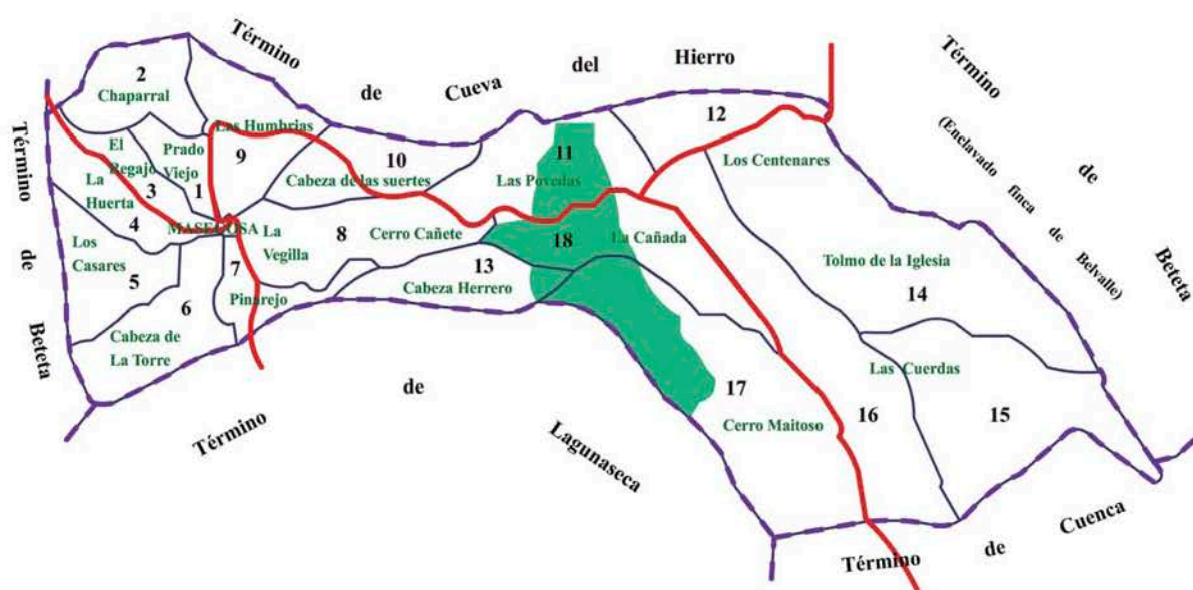 Término
de
Cueva
del
Hierro
Término
de
Beteta
(Enclavado finca
de
Belvalle)
Término
de
Beteta
2
Chaparral
Las Humbrias
El
Regajo
Prado
Viejo
9
10
Cabeza de las suertes
11
Las Povedas
12
Los Centenares
La
Huerta
3
1
4
MASEGOSA
La
Vegilla
8
Cerro Cañete
18
La Cañada
Los
Casares
5
7
Pinarejo
6
13
Cabeza Herrero
Tolmo de la Iglesia
14
Cabeza de
La Torre
Las Cuerdas
17
Cerro Maitoso
16
15
Término
de
Lagunaseca
Término
de
Cuenca